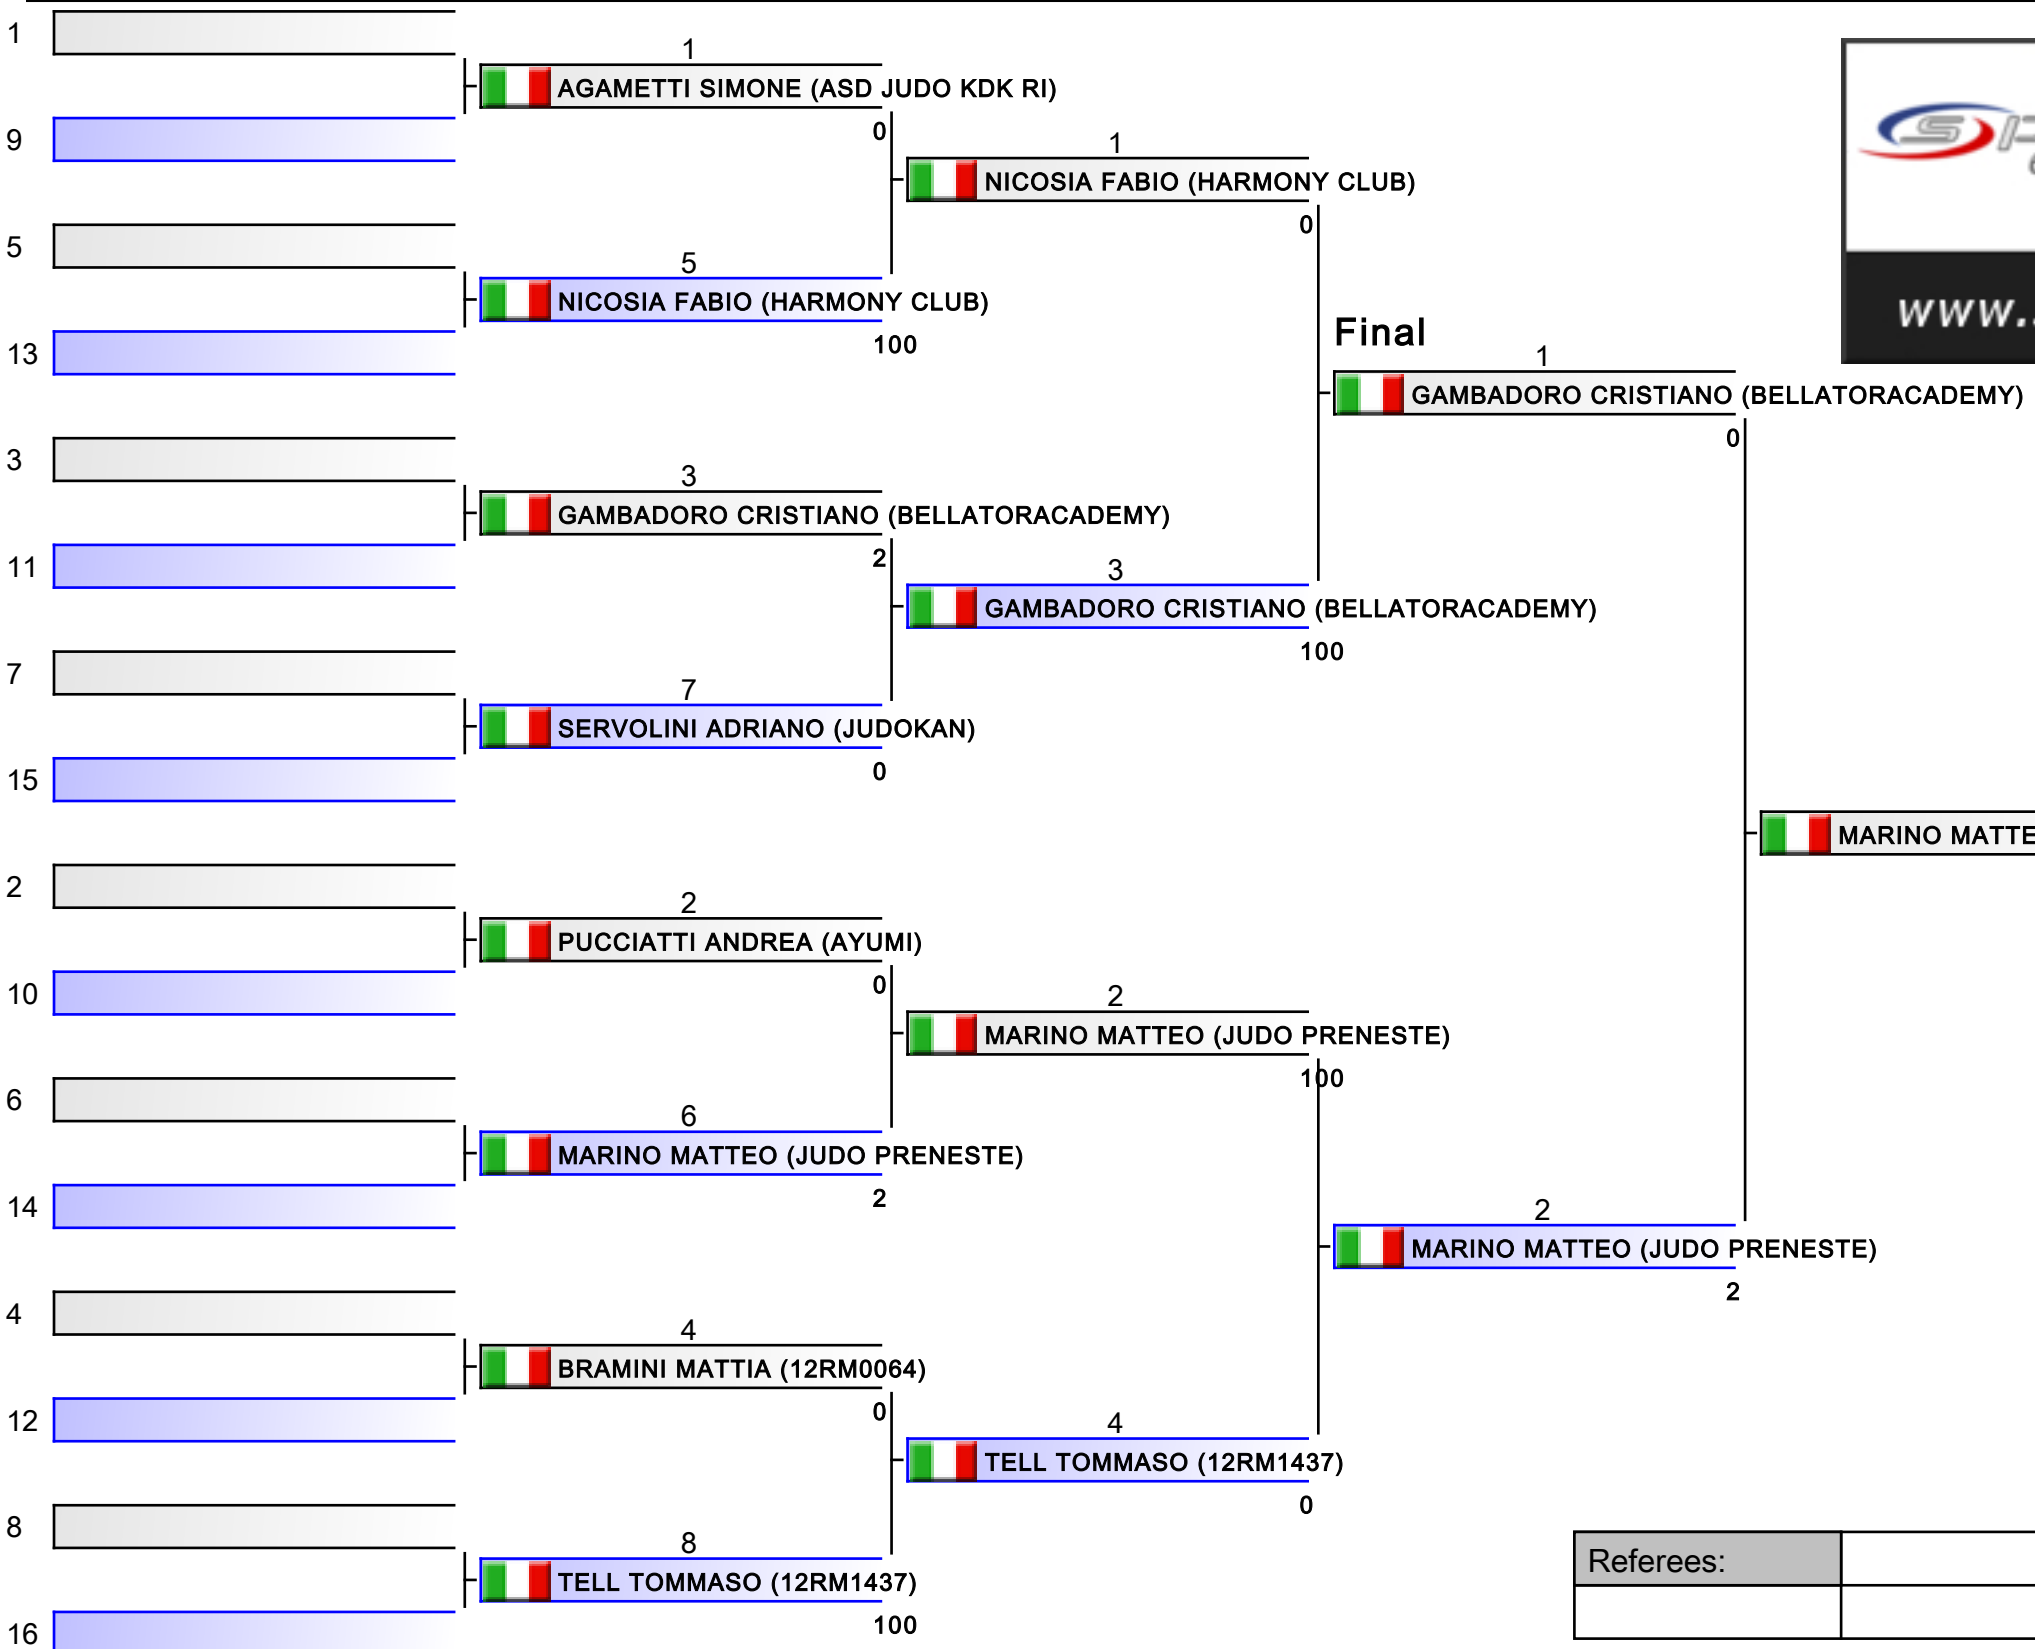 1
1
AGAMETTI SIMONE (ASD JUDO KDK RI)
0
9
1
NICOSIA FABIO (HARMONY CLUB)
0
5
5
NICOSIA FABIO (HARMONY CLUB)
100
13
Final
1
GAMBADORO CRISTIANO (BELLATORACADEMY)
0
www.
3
3
GAMBADORO CRISTIANO (BELLATORACADEMY)
2
11
3
GAMBADORO CRISTIANO (BELLATORACADEMY)
100
7
7
SERVOLINI ADRIANO (JUDOKAN)
0
15
MARINO MATTE
2
2
PUCCIATTI ANDREA (AYUMI)
0
10
2
MARINO MATTEO (JUDO PRENESTE)
100
6
6
MARINO MATTEO (JUDO PRENESTE)
2
14
2
MARINO MATTEO (JUDO PRENESTE)
2
4
4
BRAMINI MATTIA (12RM0064)
0
12
4
TELL TOMMASO (12RM1437)
0
8
8
TELL TOMMASO (12RM1437)
100
16
Referees: